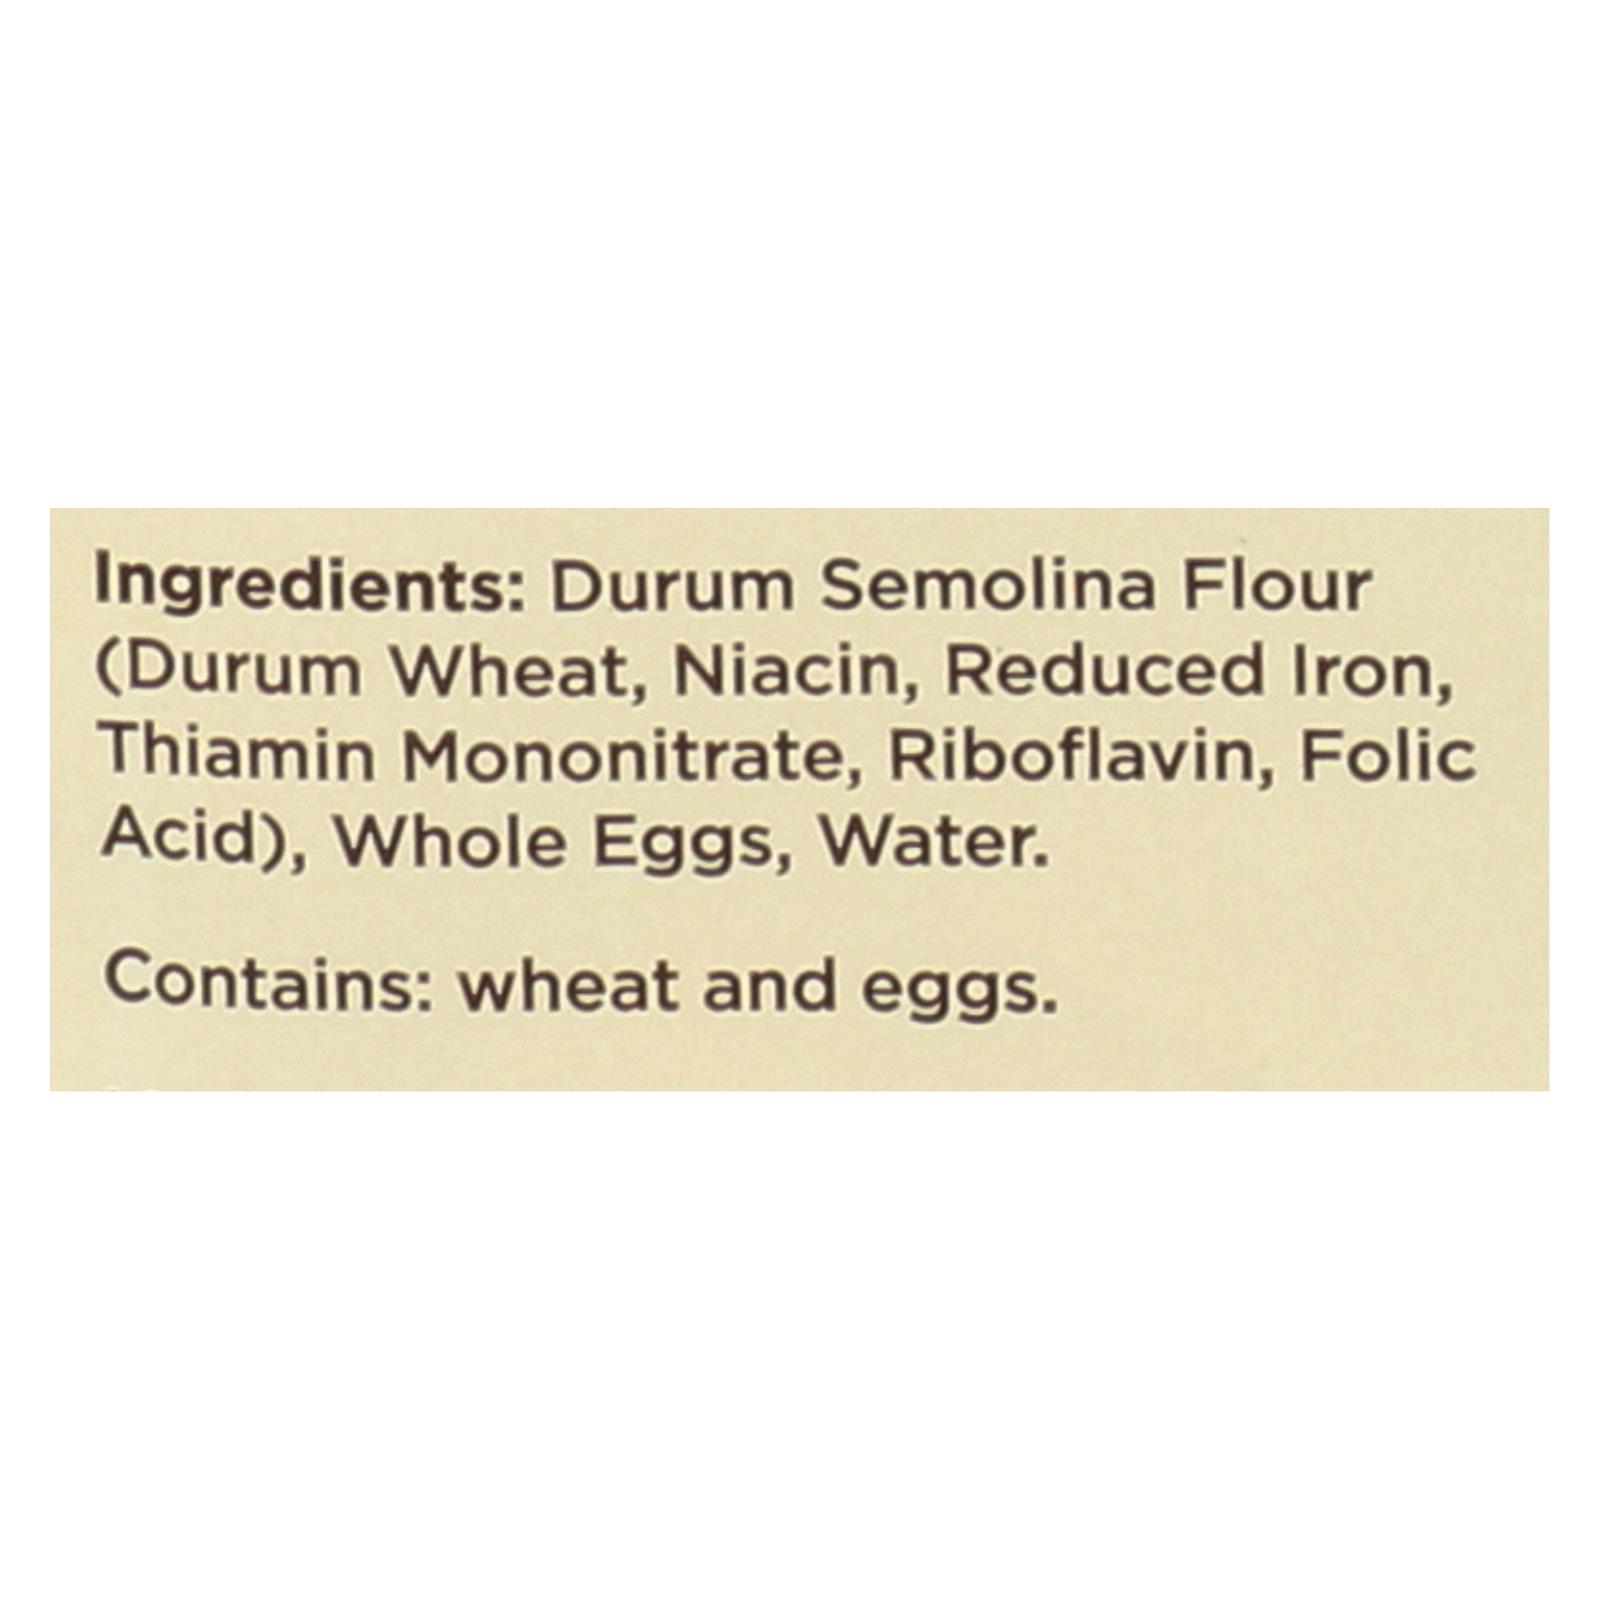 Ingredients: Durum Semolina Flour
(Durum Wheat, Niacin, Reduced Iron,
Thiamin Mononitrate, Riboflavin, Folic
Acid), Whole Eggs, Water.
Contains: wheat and eggs.